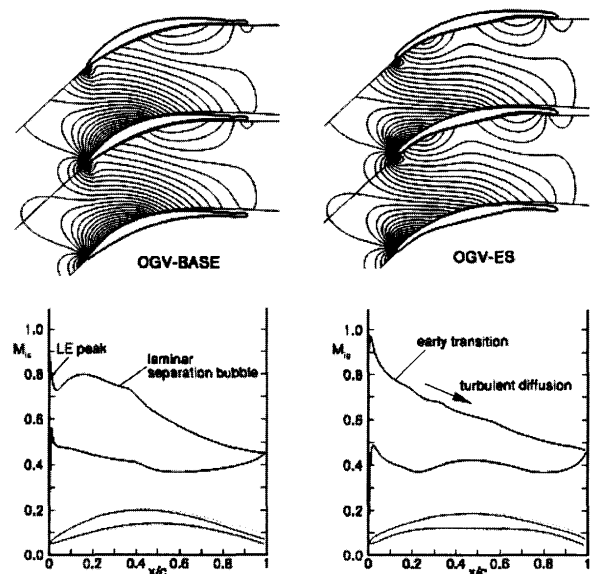 OGV-BASE
OGV-ES
1.0
M_is
LE peak
0.8
laminar
separation bubble
0.6
0.4
0.2
0.0
0
0.2
0.4
0.6
0.8
1
x/c
1.0
M_is
early transition
0.8
turbulent diffusion
0.6
0.4
0.2
0.0
0
0.2
0.4
0.6
0.8
1
x/c